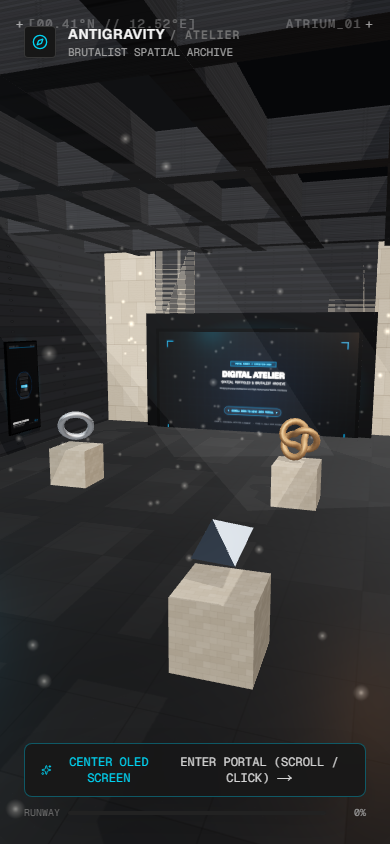 + [00.41°N // 12.52°E] ATRIUM_01 +
ANTIGRAVITY / ATELIER
BRUTALIST SPATIAL ARCHIVE
DIGITAL ATELIER
CENTER OLED
SCREEN
ENTER PORTAL (SCROLL /
CLICK) →
RUNWAY 0%